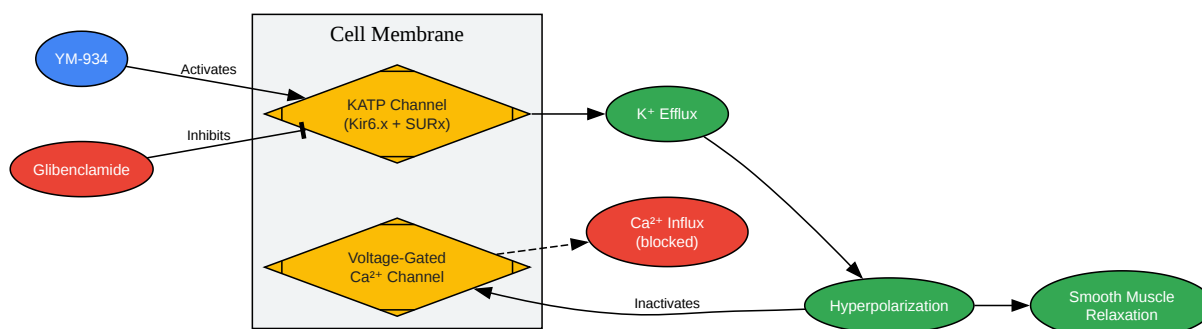 Cell Membrane
YM-934
Activates
KATP Channel
(Kir6.x + SURx)
K⁺ Efflux
Inhibits
Glibenclamide
Ca²⁺ Influx
(blocked)
Voltage-Gated
Ca²⁺ Channel
Inactivates
Hyperpolarization
Smooth Muscle
Relaxation